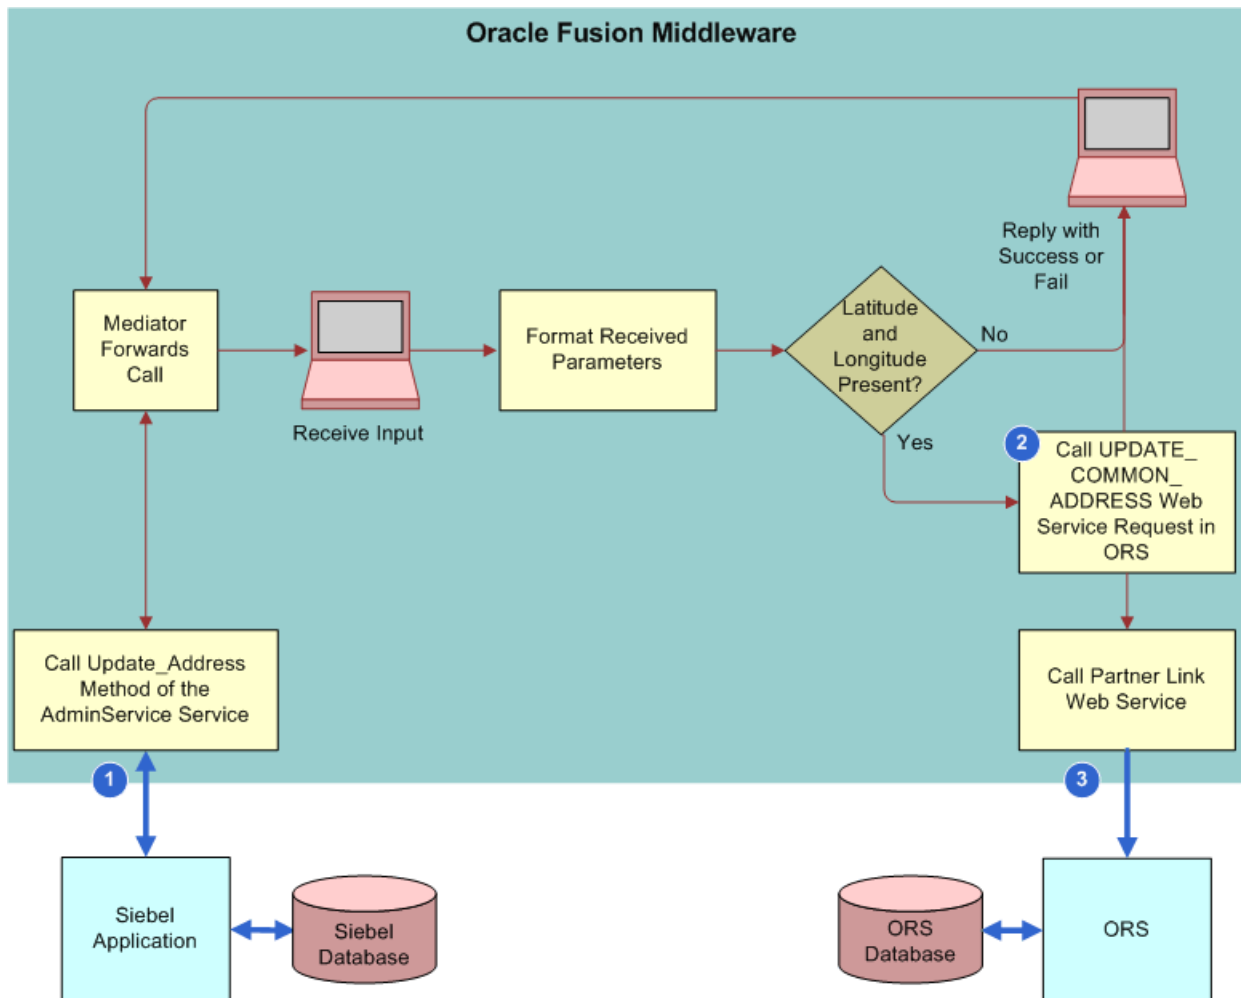 Oracle Fusion Middleware
Reply with
Success or
Fail
Mediator
Forwards
Call
Receive Input
Format Received
Parameters
Latitude
and
Longitude
Present?
No
Yes
2
Call UPDATE_
COMMON_
ADDRESS Web
Service Request in
ORS
Call Update_Address
Method of the
AdminService Service
Call Partner Link
Web Service
1
3
Siebel
Application
Siebel
Database
ORS
Database
ORS